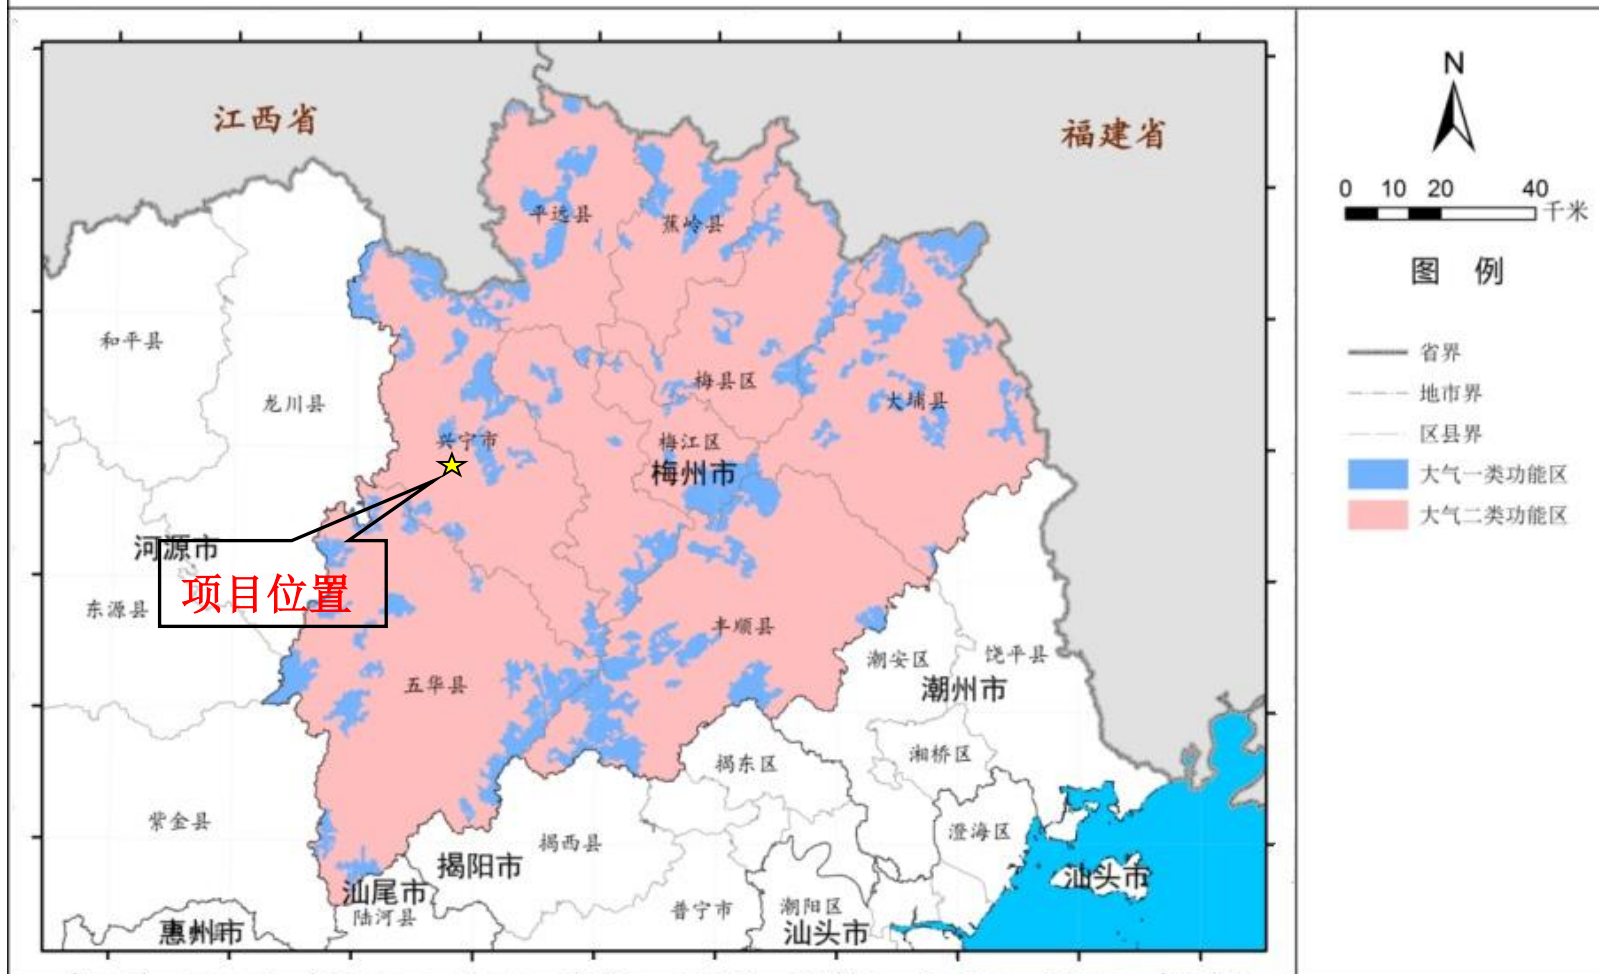 江西省
福建省
平远县
蕉岭县
和平县
龙川县
梅县区
大埔县
兴宁市
梅江区
梅州市
河源市
项目位置
东源县
丰顺县
五华县
潮安区
饶平县
潮州市
湘桥区
揭东区
紫金县
揭西县
澄海区
揭阳市
汕尾市
汕头市
陆河县
普宁市
潮阳区
惠州市
汕头市
N
0 10 20 40
千米
图 例
省界
地市界
区县界
大气一类功能区
大气二类功能区